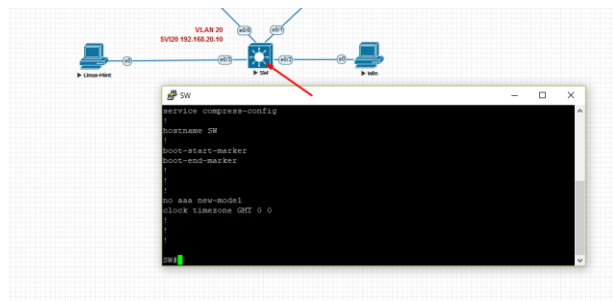 VLAN 20
SVI20 192.168.20.10
e0/0
e0/1
e0
e0/3
e0/2
e0
Linux-Mint
SW
Win
SW
service compress-config
!
hostname SW
!
boot-start-marker
boot-end-marker
!
!
!
no aaa new-model
clock timezone GMT 0 0
!
!
!
SW#